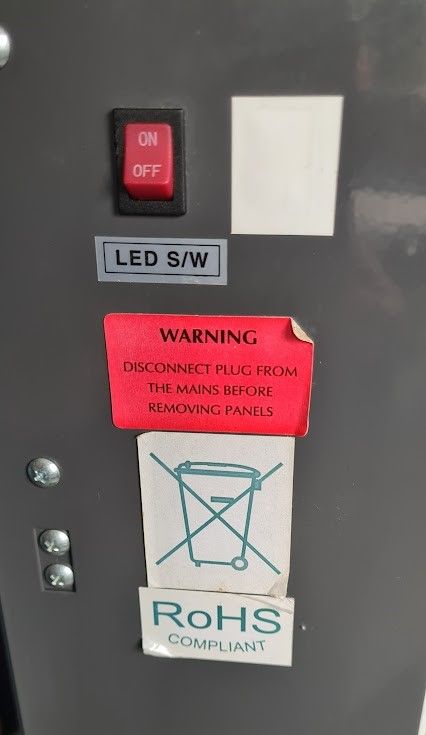 ON
OFF
LED S/W
WARNING
DISCONNECT PLUG FROM
THE MAINS BEFORE
REMOVING PANELS
RoHS
COMPLIANT